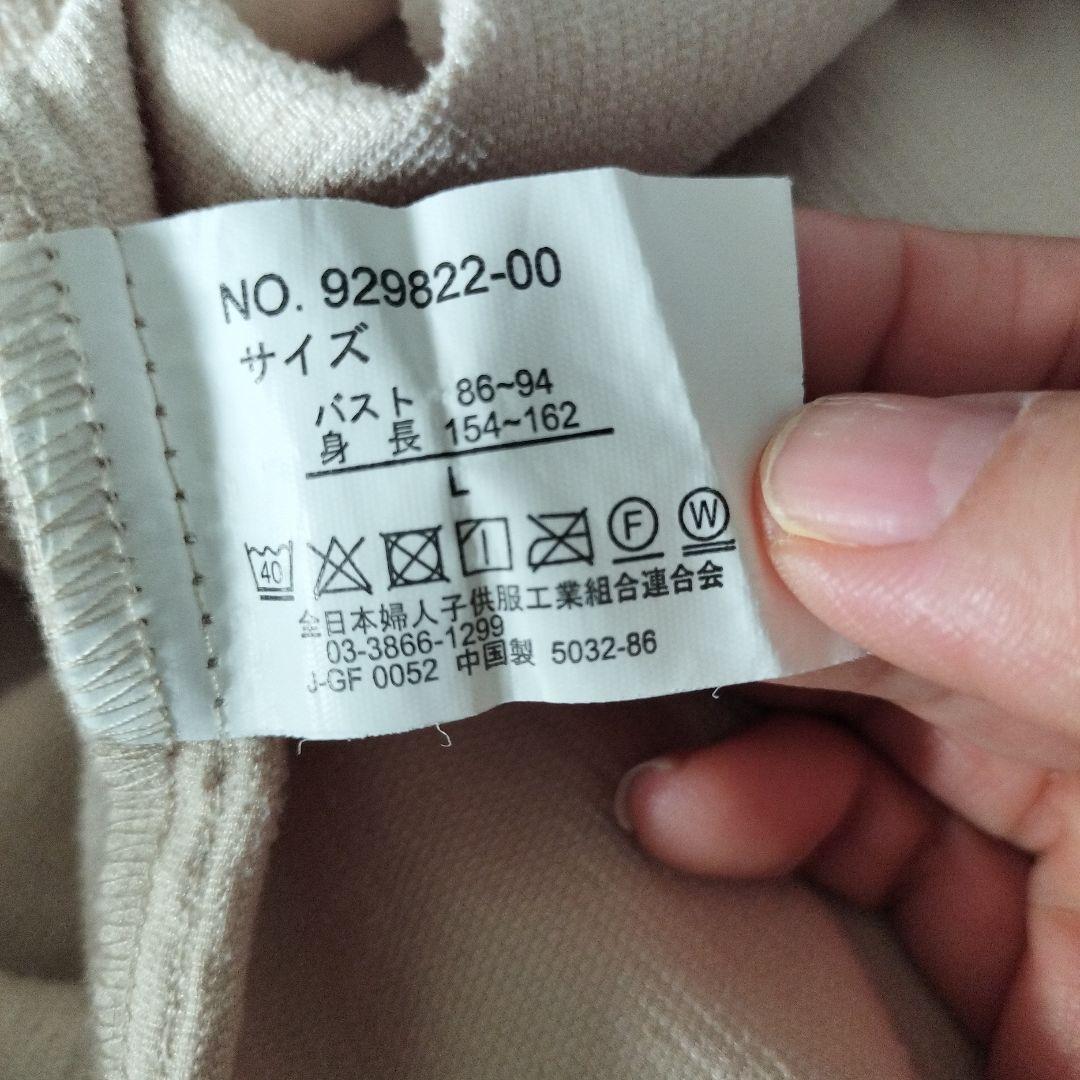 NO. 929822-00
サイズ
バスト 86~94
身 長 154~162
L
40 F W
全日本婦人子供服工業組合連合会
03-3866-1299
J-GF 0052 中国製 5032-86